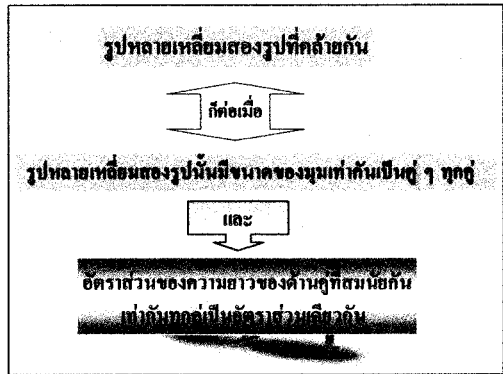 รูปหลายเหลี่ยมสองรูปที่คล้ายกัน
ก็ต่อเมื่อ
รูปหลายเหลี่ยมสองรูปนั้นมีขนาดของมุมเท่ากันเป็นคู่ ๆ ทุกคู่
และ
อัตราส่วนของความยาวของด้านคู่ที่สมนัยกัน
เท่ากันทุกคู่เป็นอัตราส่วนเดียวกัน